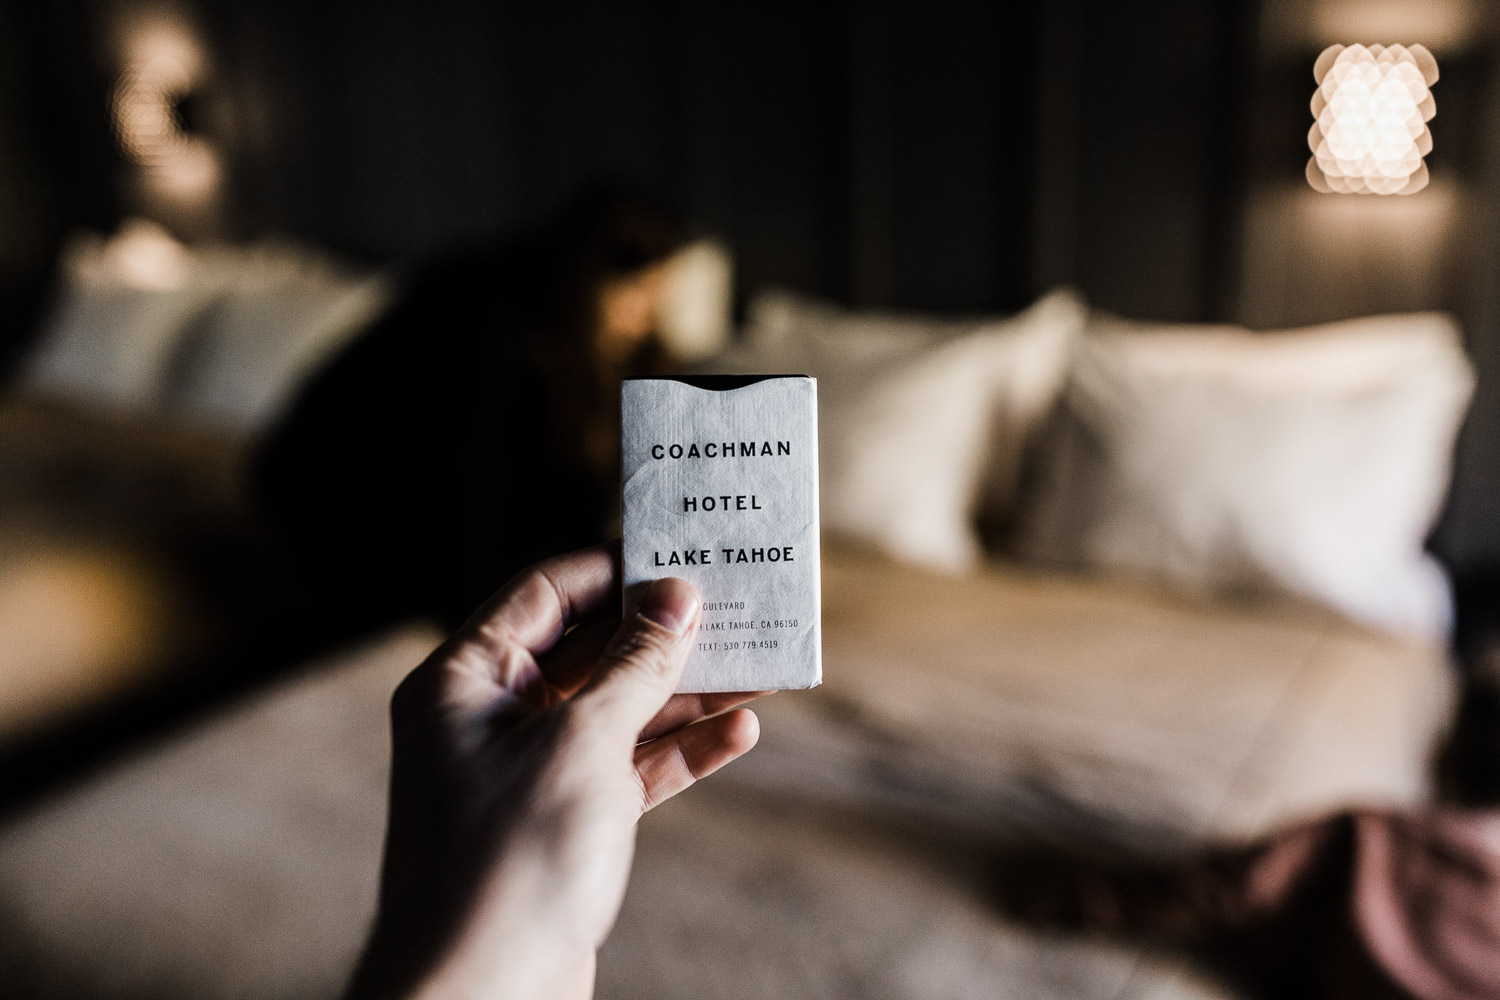 COACHMAN
HOTEL
LAKE TAHOE
OULEVARD
H LAKE TAHOE, CA 96150
TEXT: 530 779 4519